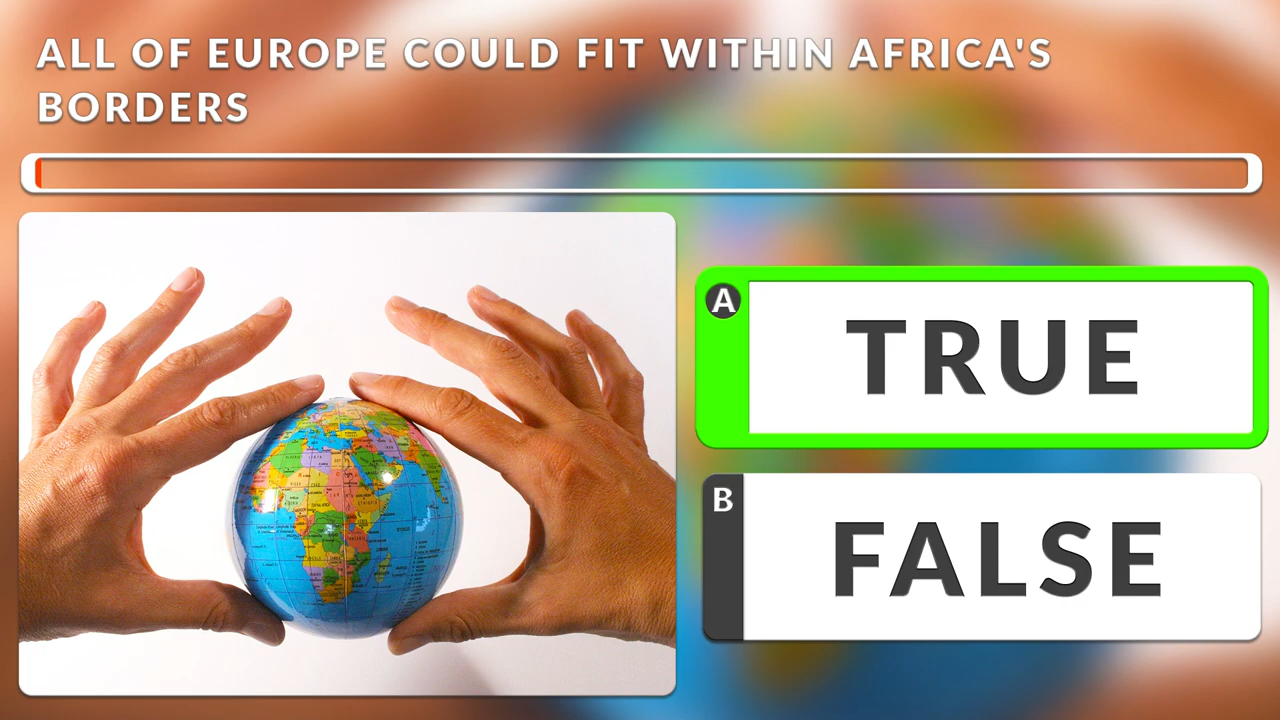 ALL OF EUROPE COULD FIT WITHIN AFRICA'S
BORDERS
A
TRUE
B
FALSE